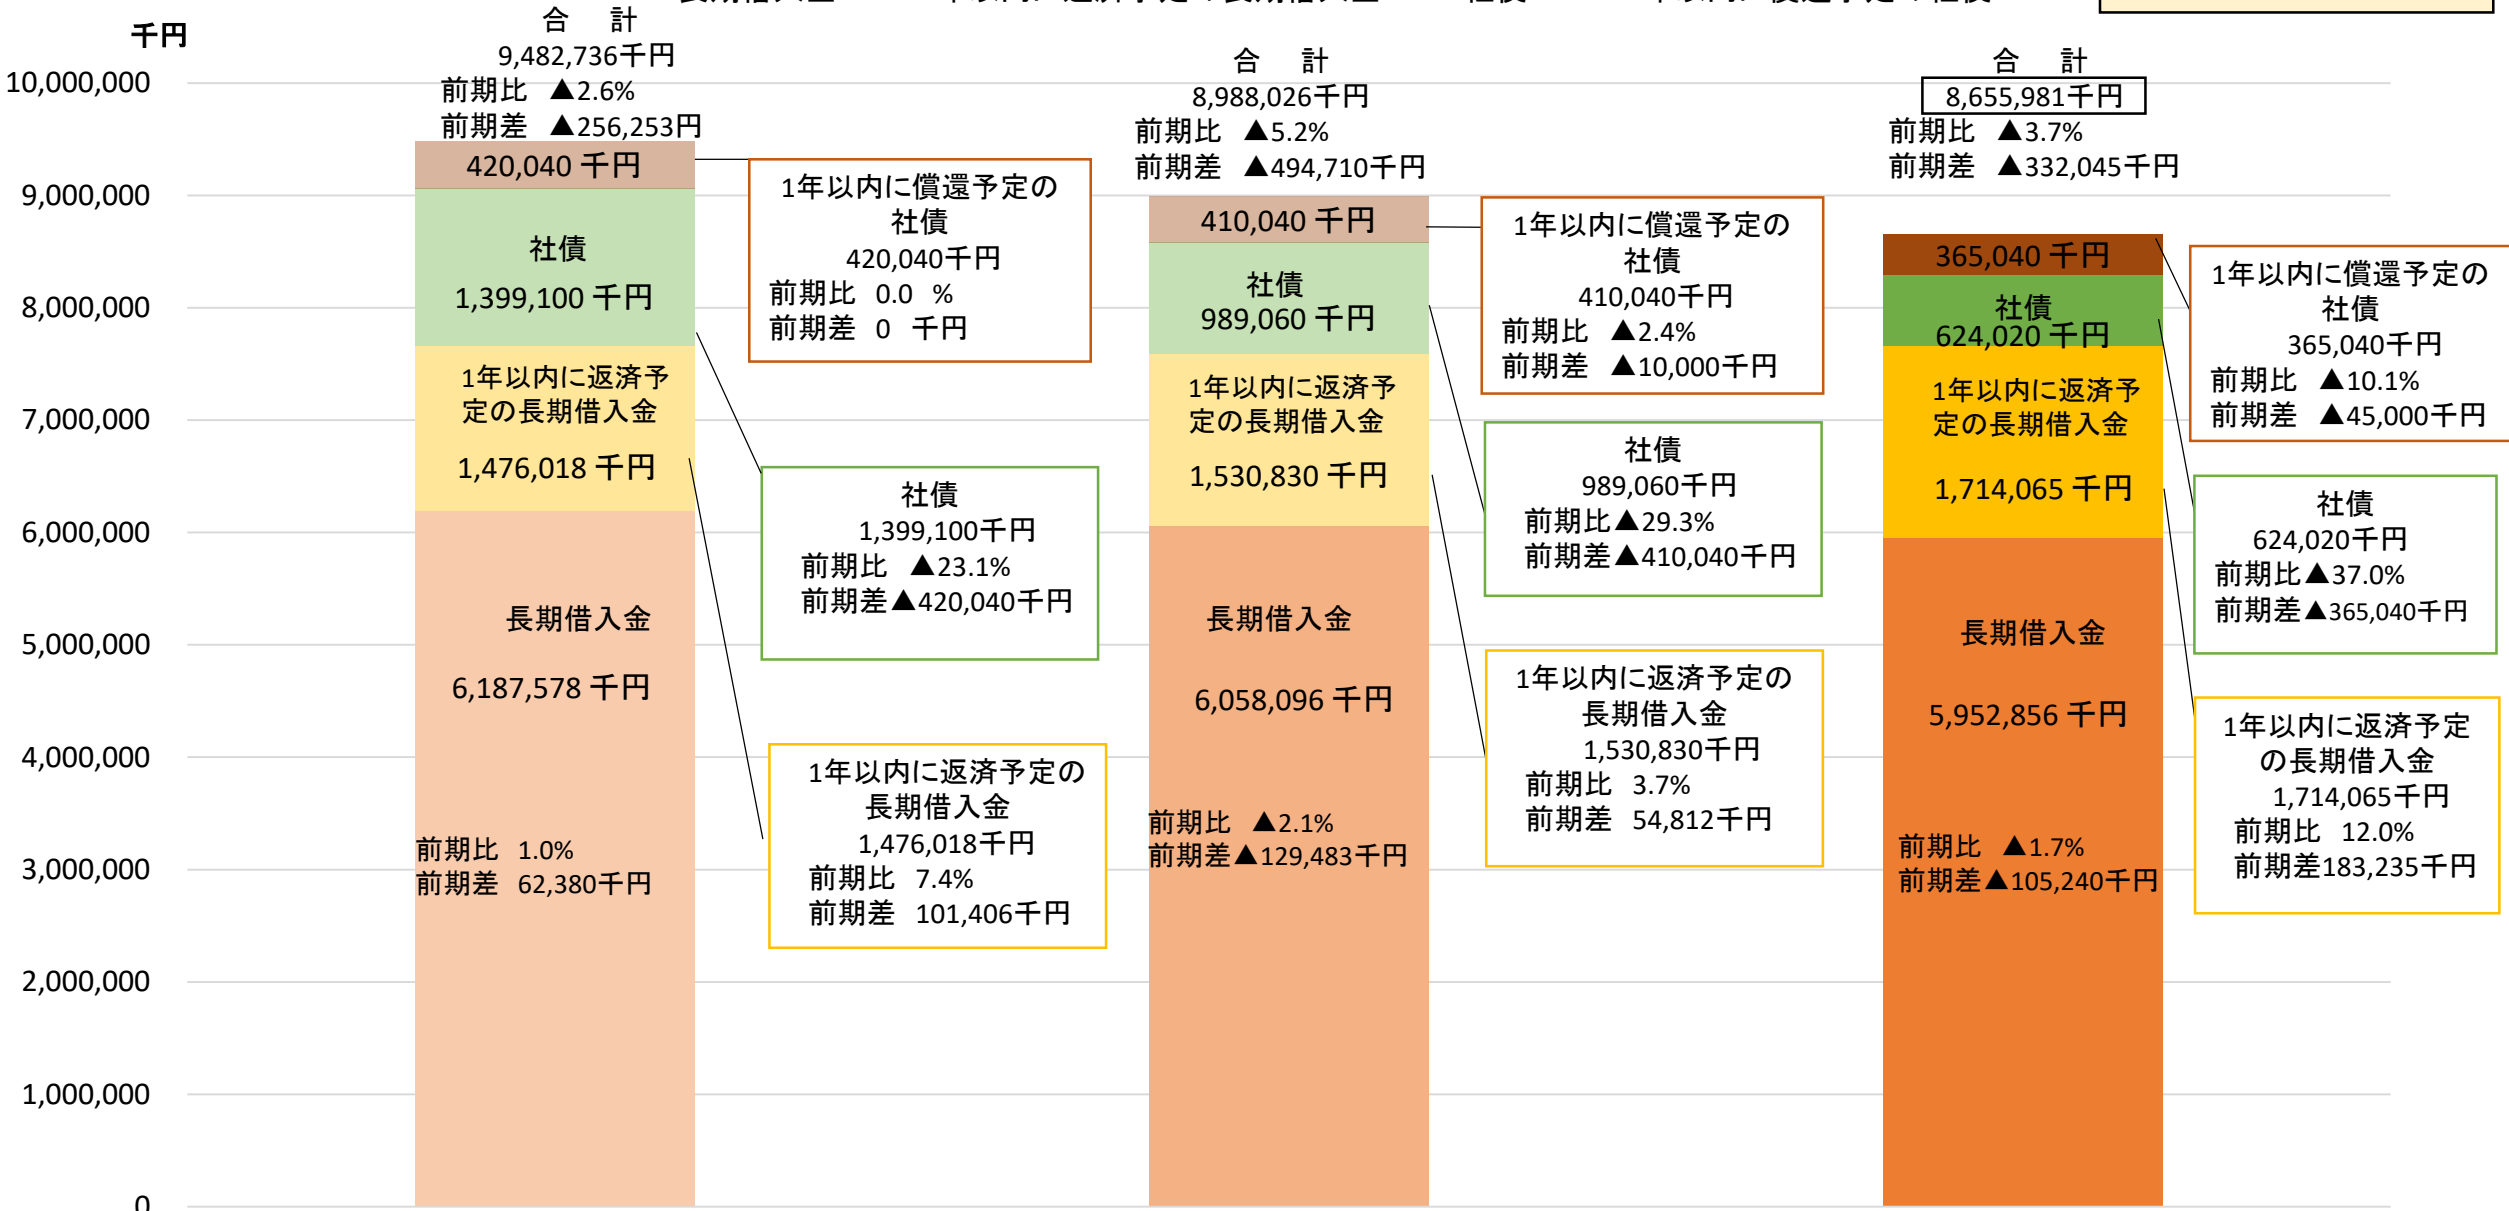 千円
10,000,000
9,000,000
8,000,000
7,000,000
6,000,000
5,000,000
4,000,000
3,000,000
2,000,000
1,000,000
0
合 計
9,482,736千円
前期比 ▲2.6%
前期差 ▲256,253円
420,040 千円
社債
1,399,100 千円
1年以内に返済予
定の長期借入金
1,476,018 千円
長期借入金
6,187,578 千円
前期比 1.0%
前期差 62,380千円
1年以内に償還予定の
社債
420,040千円
前期比 0.0 %
前期差 0 千円
社債
1,399,100千円
前期比 ▲23.1%
前期差▲420,040千円
1年以内に返済予定の
長期借入金
1,476,018千円
前期比 7.4%
前期差 101,406千円
合 計
8,988,026千円
前期比 ▲5.2%
前期差 ▲494,710千円
410,040 千円
社債
989,060 千円
1年以内に返済予
定の長期借入金
1,530,830 千円
長期借入金
6,058,096 千円
前期比 ▲2.1%
前期差▲129,483千円
1年以内に償還予定の
社債
410,040千円
前期比 ▲2.4%
前期差 ▲10,000千円
社債
989,060千円
前期比▲29.3%
前期差▲410,040千円
1年以内に返済予定の
長期借入金
1,530,830千円
前期比 3.7%
前期差 54,812千円
合 計
8,655,981千円
前期比 ▲3.7%
前期差 ▲332,045千円
365,040 千円
社債
624,020 千円
1年以内に返済予
定の長期借入金
1,714,065 千円
長期借入金
5,952,856 千円
前期比 ▲1.7%
前期差▲105,240千円
1年以内に償還予定の
社債
365,040千円
前期比 ▲10.1%
前期差 ▲45,000千円
社債
624,020千円
前期比▲37.0%
前期差▲365,040千円
1年以内に返済予定
の長期借入金
1,714,065千円
前期比 12.0%
前期差183,235千円